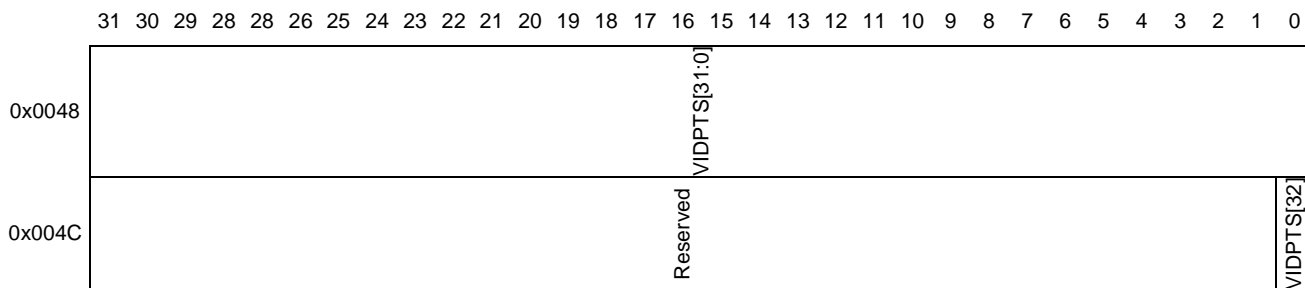 31 30 29 28 28 26 25 24 23 22 21 20 19 18 17 16 15 14 13 12 11 10 9 8 7 6 5 4 3 2 1 0
0x0048 VIDPTS[31:0]
0x004C Reserved VIDPTS[32]